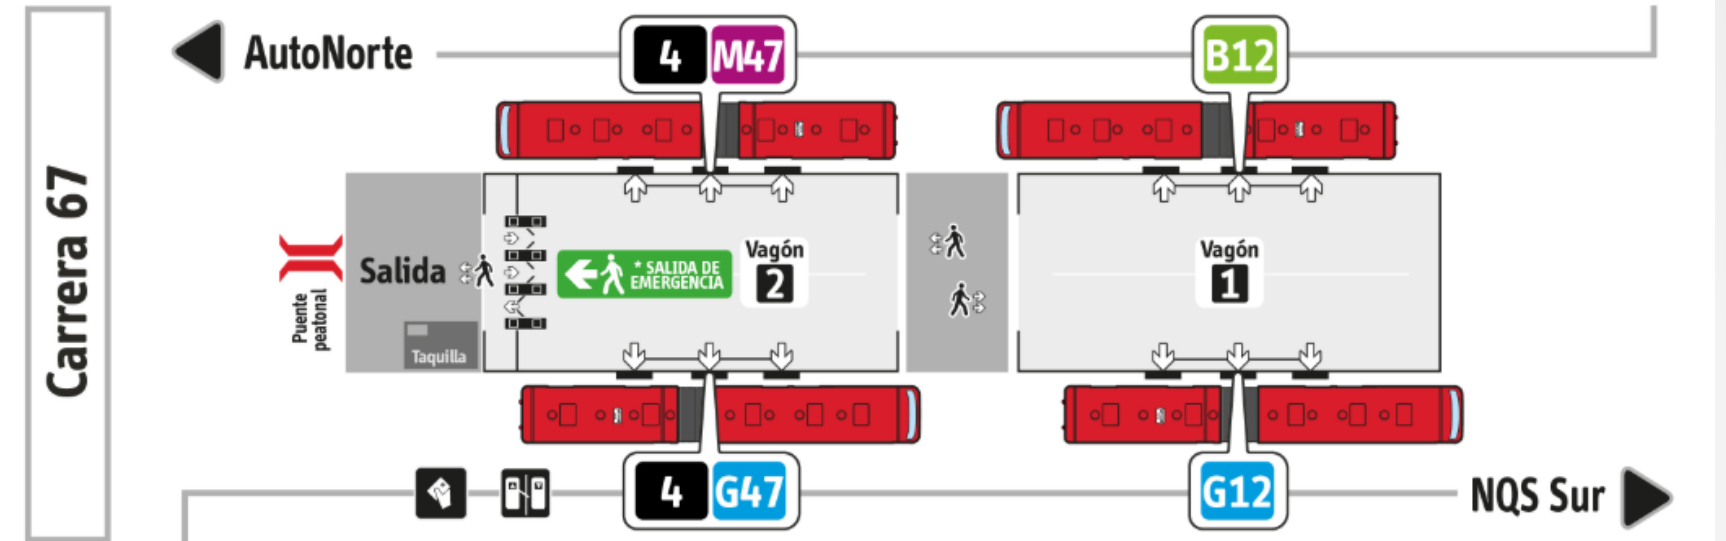 Carrera 67
AutoNorte
4 M47
B12
Puente
peatonal
Salida
Taquilla
* SALIDA DE
EMERGENCIA
Vagón
2
Vagón
1
4 G47
G12
NQS Sur